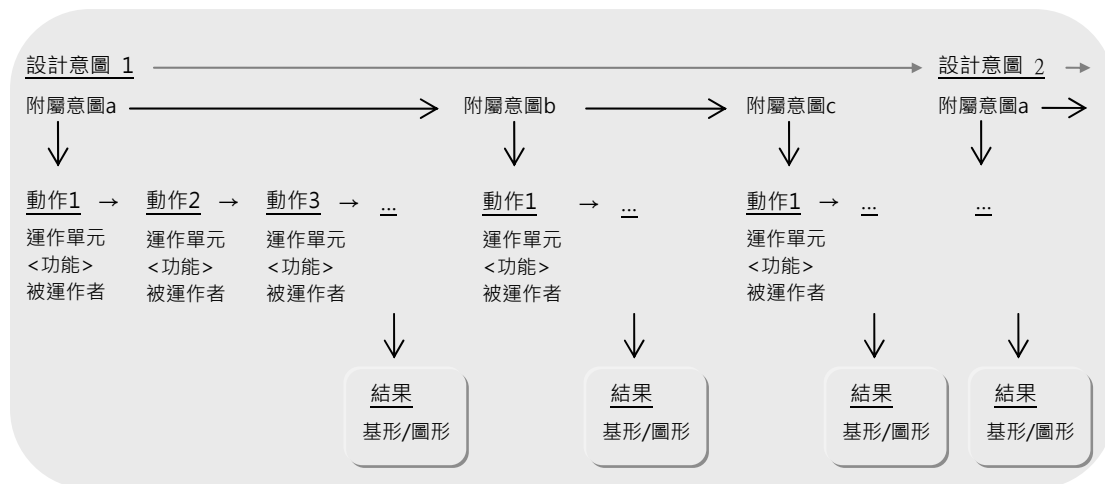 設計意圖 1 設計意圖 2
附屬意圖a 附屬意圖b 附屬意圖c 附屬意圖a
動作1 → 動作2 → 動作3 → ... 動作1 → ... 動作1 → ... ...
運作單元 運作單元 運作單元 運作單元 運作單元
<功能> <功能> <功能> <功能> <功能>
被運作者 被運作者 被運作者 被運作者 被運作者
結果 結果 結果 結果
基形/圖形 基形/圖形 基形/圖形 基形/圖形